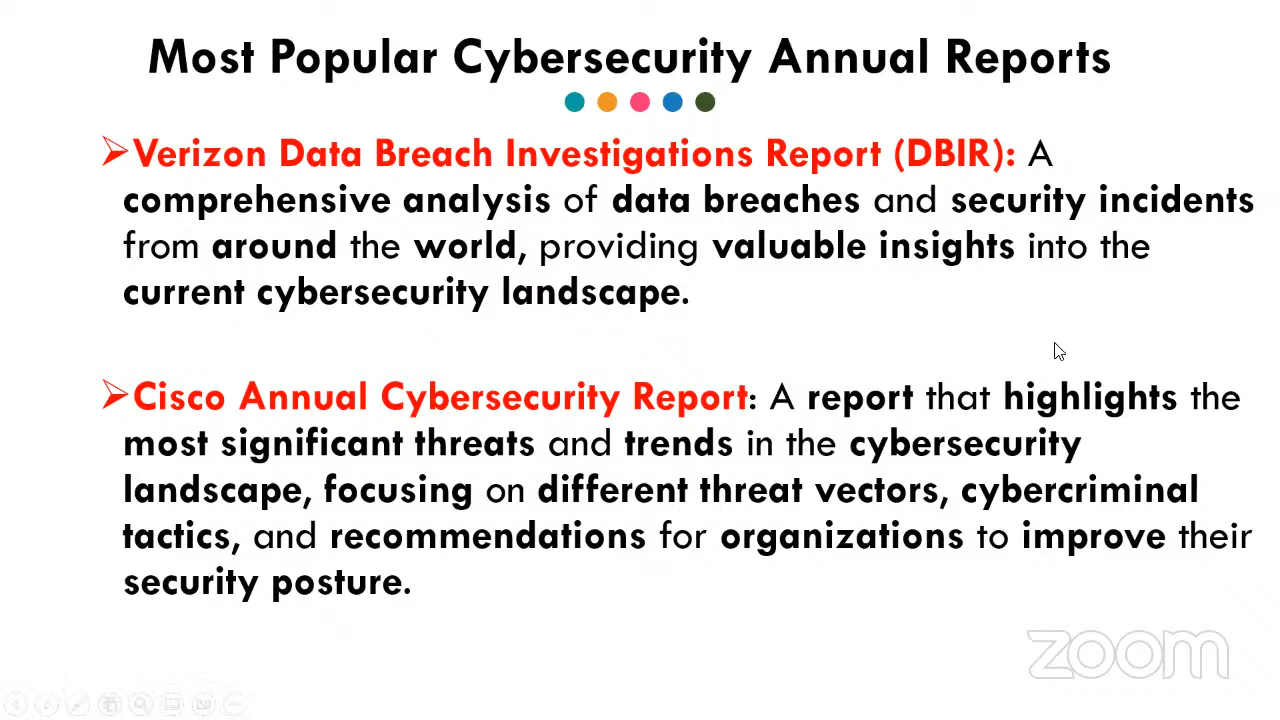 Most Popular Cybersecurity Annual Reports
Verizon Data Breach Investigations Report (DBIR): A
comprehensive analysis of data breaches and security incidents
from around the world, providing valuable insights into the
current cybersecurity landscape.
Cisco Annual Cybersecurity Report: A report that highlights the
most significant threats and trends in the cybersecurity
landscape, focusing on different threat vectors, cybercriminal
tactics, and recommendations for organizations to improve their
security posture.
zoom